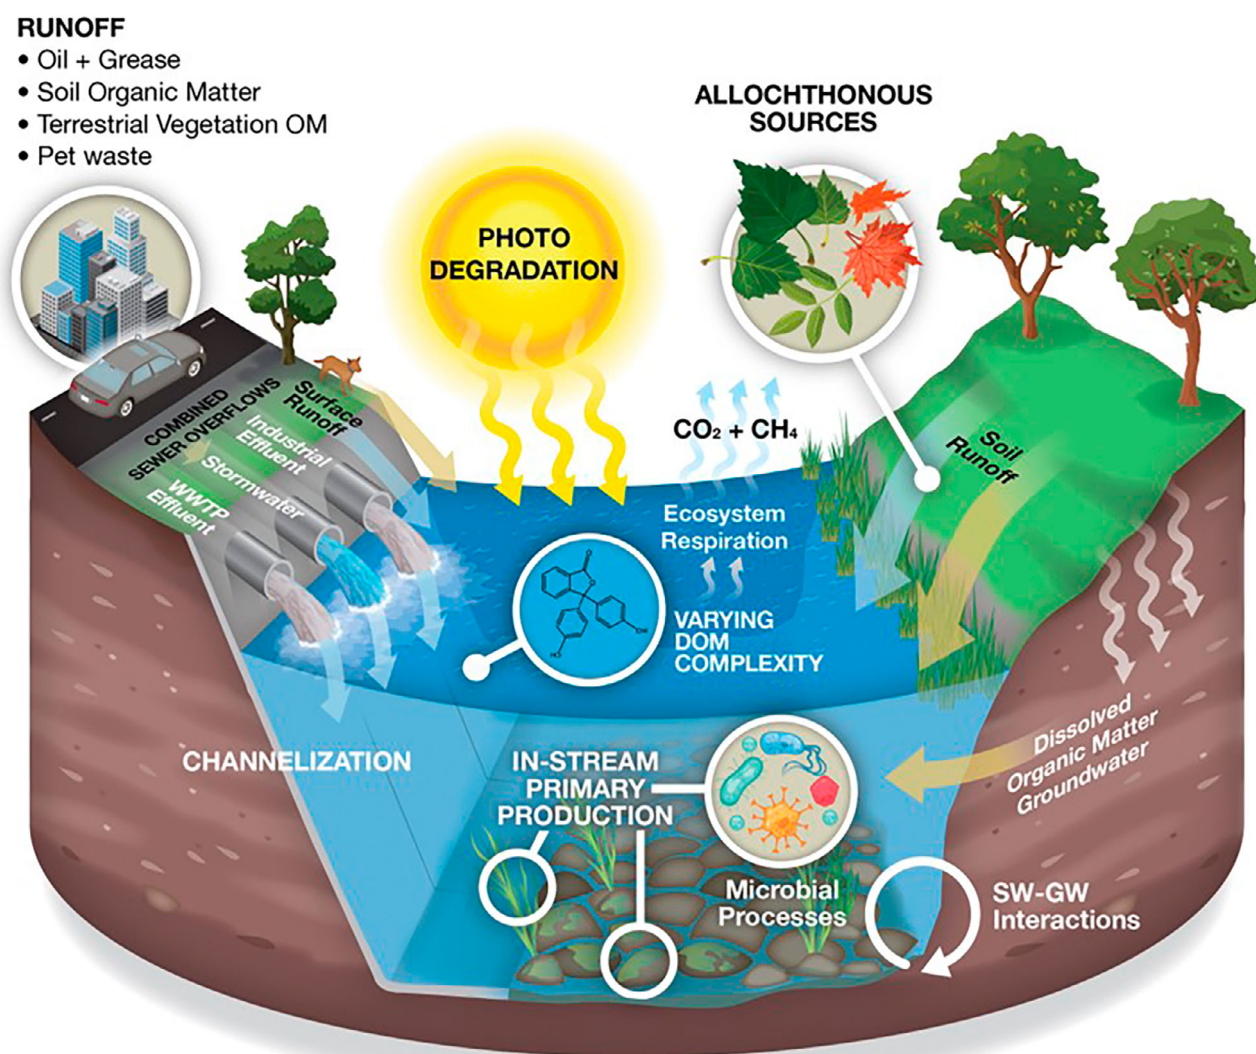 RUNOFF
• Oil + Grease
• Soil Organic Matter
• Terrestrial Vegetation OM
• Pet waste
ALLOCHTHONOUS
SOURCES
PHOTO
DEGRADATION
COMBINED
SEWER OVERFLOWS
Surface
Runoff
Industrial
Effluent
Stormwater
WWTP
Effluent
CO₂ + CH₄
Soil
Runoff
Ecosystem
Respiration
VARYING
DOM
COMPLEXITY
O
O
HO
OH
CHANNELIZATION
IN-STREAM
PRIMARY
PRODUCTION
Dissolved
Organic Matter
Groundwater
Microbial
Processes
SW-GW
Interactions